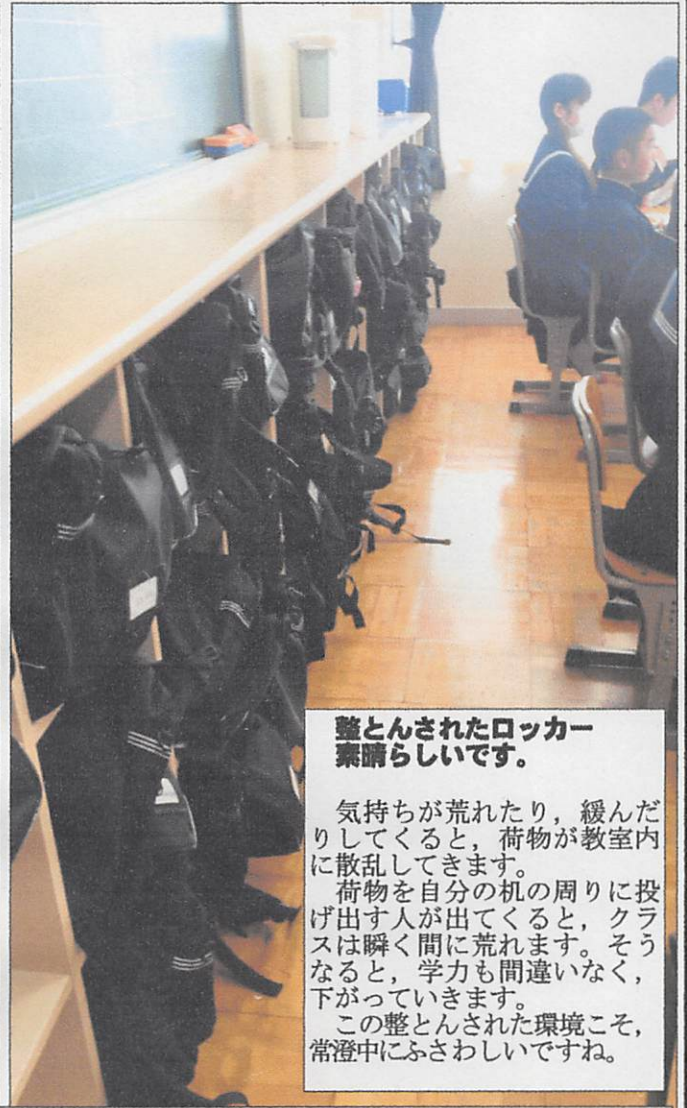 整とんされたロッカー
素晴らしいです。
気持ちが荒れたり，緩んだ
りしてくると，荷物が教室内
に散乱してきます。
荷物を自分の机の周りに投
げ出す人が出てくると，クラ
スは瞬く間に荒れます。そう
なると，学力も間違いなく，
下がっていきます。
この整とんされた環境こそ，
常澄中にふさわしいですね。